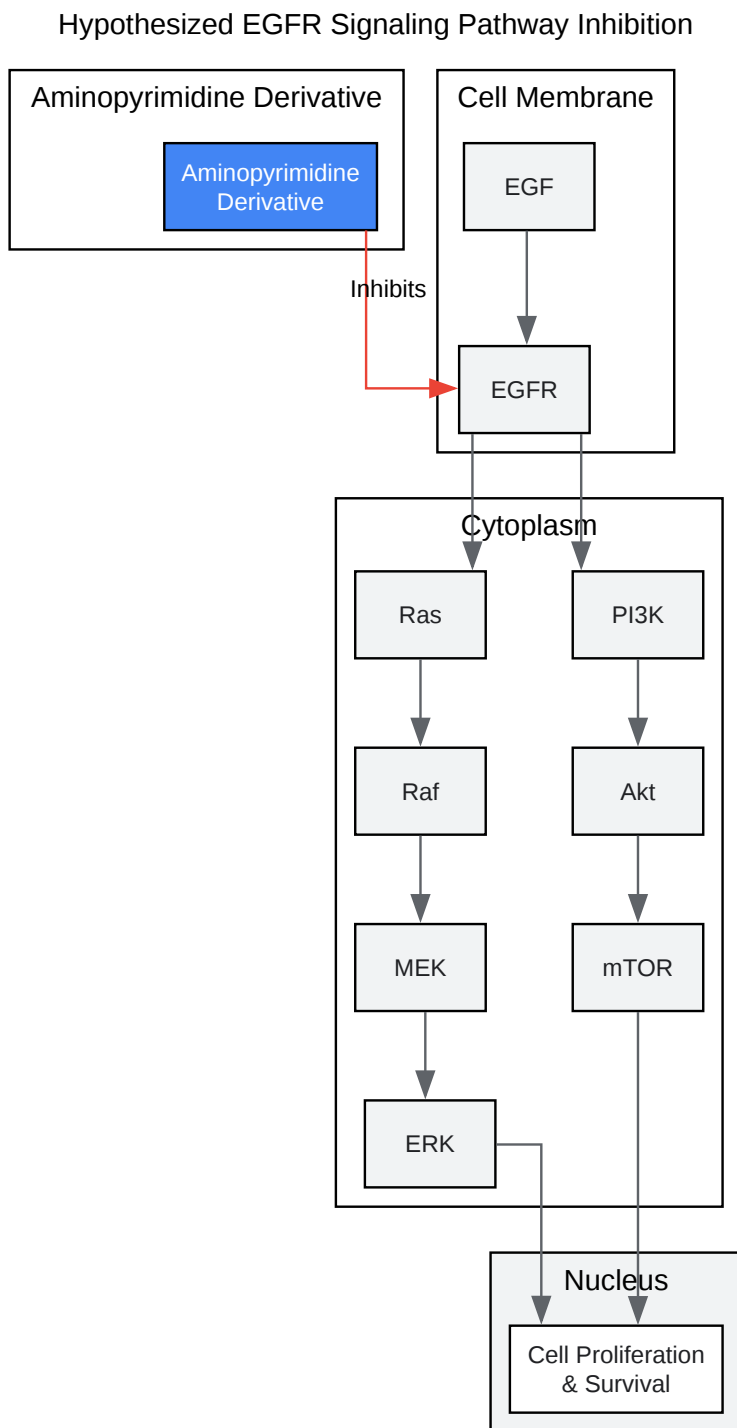 Hypothesized EGFR Signaling Pathway Inhibition
Aminopyrimidine Derivative
Cell Membrane
Aminopyrimidine
Derivative
EGF
Inhibits
EGFR
Cytoplasm
Ras
PI3K
Raf
Akt
MEK
mTOR
ERK
Nucleus
Cell Proliferation
& Survival